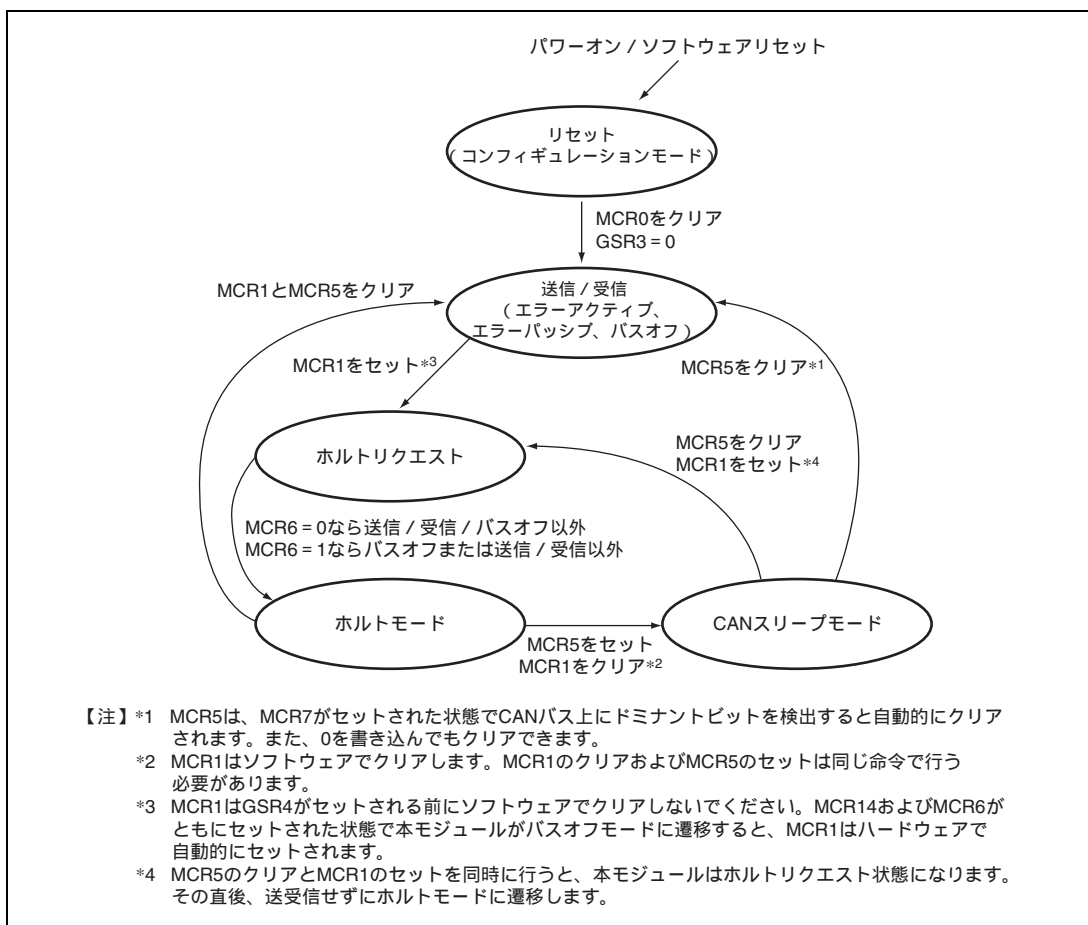 パワーオン / ソフトウェアリセット
リセット
( コンフィギュレーションモード )
MCR0をクリア
GSR3 = 0
MCR1とMCR5をクリア
送信 / 受信
( エラーアクティブ、
エラーパッシブ、バスオフ )
MCR1をセット*3
MCR5をクリア*1
MCR5をクリア
MCR1をセット*4
ホルトリクエスト
MCR6 = 0なら送信 / 受信 / バスオフ以外
MCR6 = 1ならバスオフまたは送信 / 受信以外
ホルトモード
CANスリープモード
MCR5をセット
MCR1をクリア*2
【注】 *1 MCR5は、MCR7がセットされた状態でCANバス上にドミナントビットを検出すると自動的にクリア
されます。また、0を書き込んでもクリアできます。
*2 MCR1はソフトウェアでクリアします。MCR1のクリアおよびMCR5のセットは同じ命令で行う
必要があります。
*3 MCR1はGSR4がセットされる前にソフトウェアでクリアしないでください。MCR14およびMCR6が
ともにセットされた状態で本モジュールがバスオフモードに遷移すると、MCR1はハードウェアで
自動的にセットされます。
*4 MCR5のクリアとMCR1のセットを同時に行うと、本モジュールはホルトリクエスト状態になります。
その直後、送受信せずにホルトモードに遷移します。